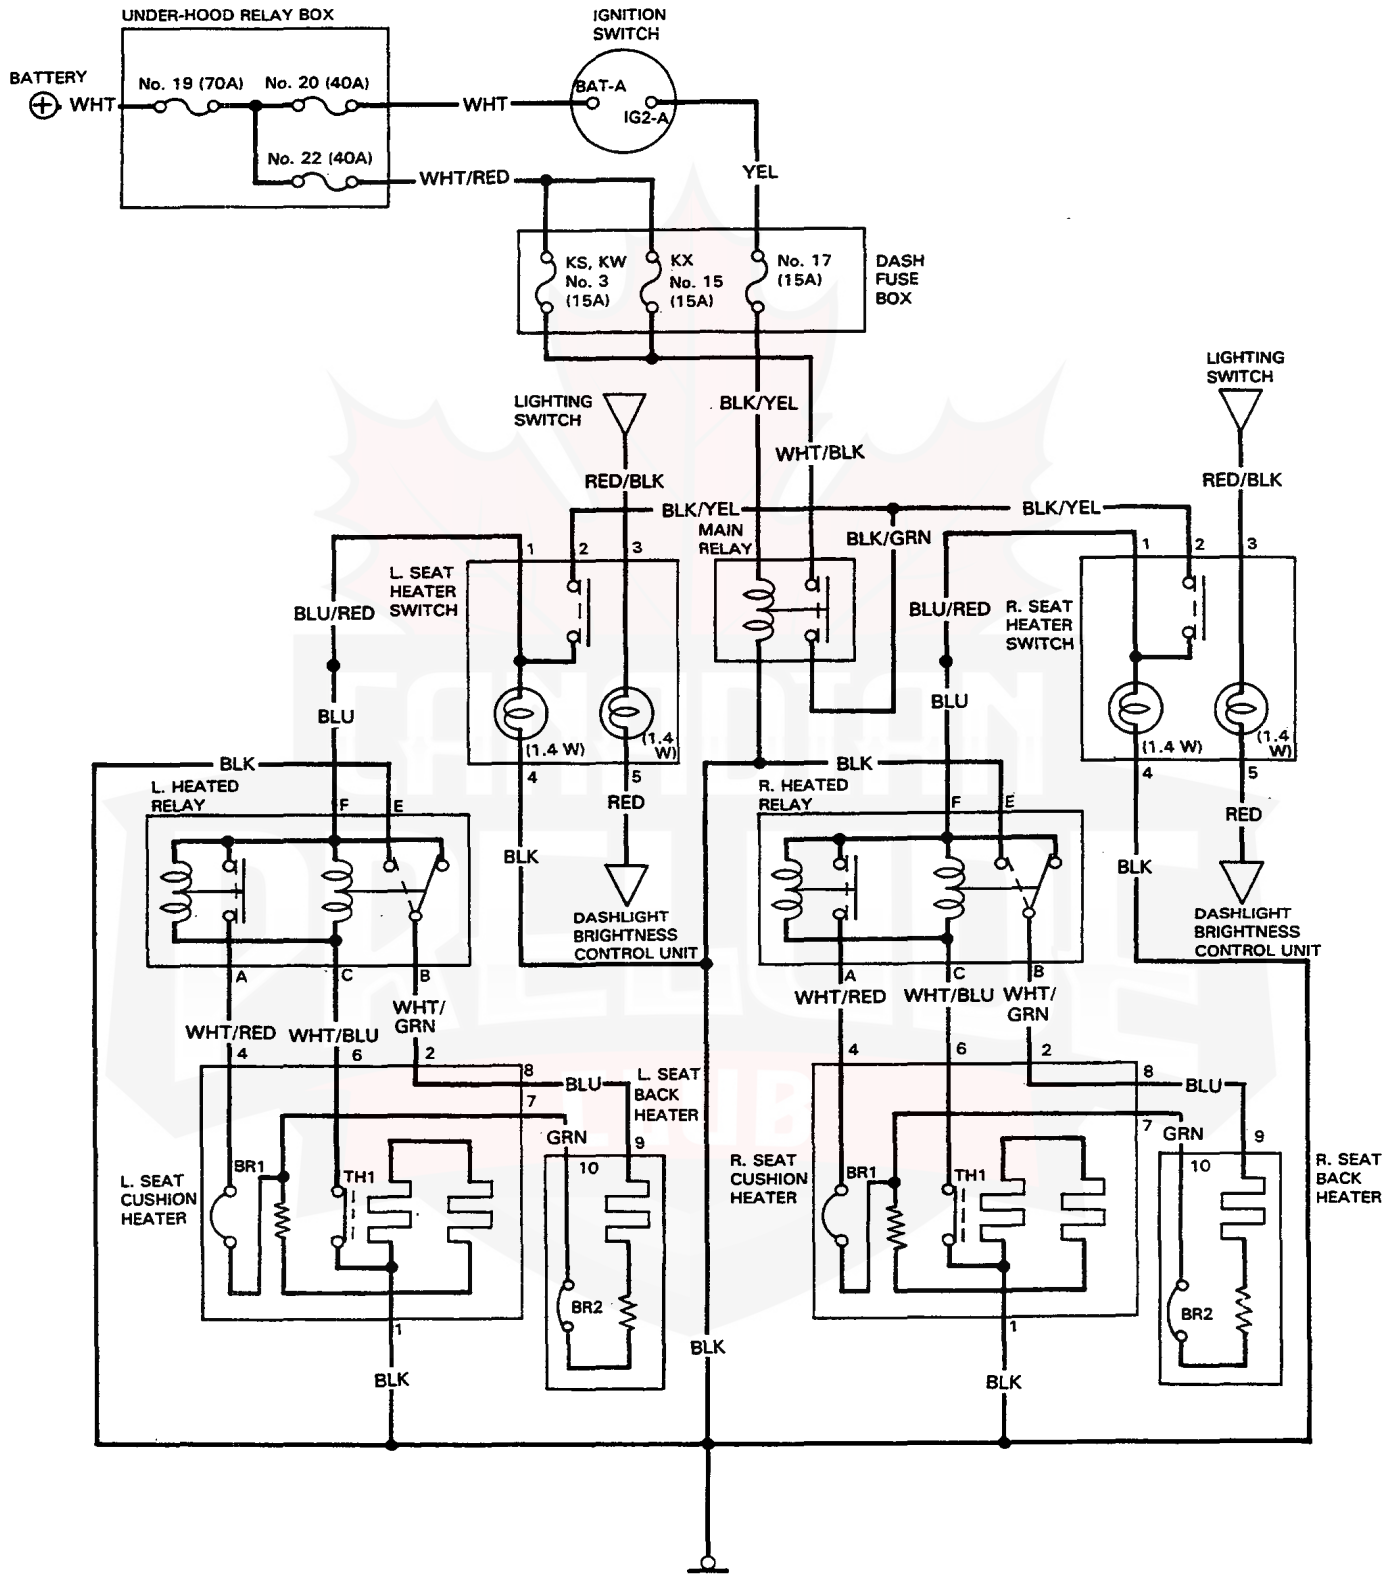 UNDER-HOOD RELAY BOX
IGNITION
SWITCH
BATTERY
WHT
No. 19 (70A)
No. 20 (40A)
WHT
BAT-A
IG2-A
No. 22 (40A)
WHT/RED
YEL
KS, KW
No. 3
(15A)
KX
No. 15
(15A)
No. 17
(15A)
DASH
FUSE
BOX
LIGHTING
SWITCH
BLK/YEL
LIGHTING
SWITCH
WHT/BLK
RED/BLK
RED/BLK
BLK/YEL
BLK/YEL
MAIN
RELAY
BLK/GRN
1
2
3
1
2
3
L. SEAT
HEATER
SWITCH
BLU/RED
BLU/RED
R. SEAT
HEATER
SWITCH
CANADIAN
PRELUDE
CLUB
BLU
BLU
(1.4 W)
(1.4
W)
(1.4 W)
(1.4
W)
4
5
4
5
BLK
BLK
L. HEATED
RELAY
R. HEATED
RELAY
F
E
F
E
RED
RED
BLK
BLK
DASHLIGHT
BRIGHTNESS
CONTROL UNIT
DASHLIGHT
BRIGHTNESS
CONTROL UNIT
A
C
B
A
C
B
WHT/RED
WHT/BLU
WHT/
GRN
WHT/RED
WHT/BLU
WHT/
GRN
4
6
2
4
6
2
8
BLU
L. SEAT
BACK
HEATER
8
BLU
7
GRN
9
10
7
GRN
9
10
L. SEAT
CUSHION
HEATER
BR1
TH1
R. SEAT
CUSHION
HEATER
BR1
TH1
R. SEAT
BACK
HEATER
BR2
BR2
1
1
BLK
BLK
BLK